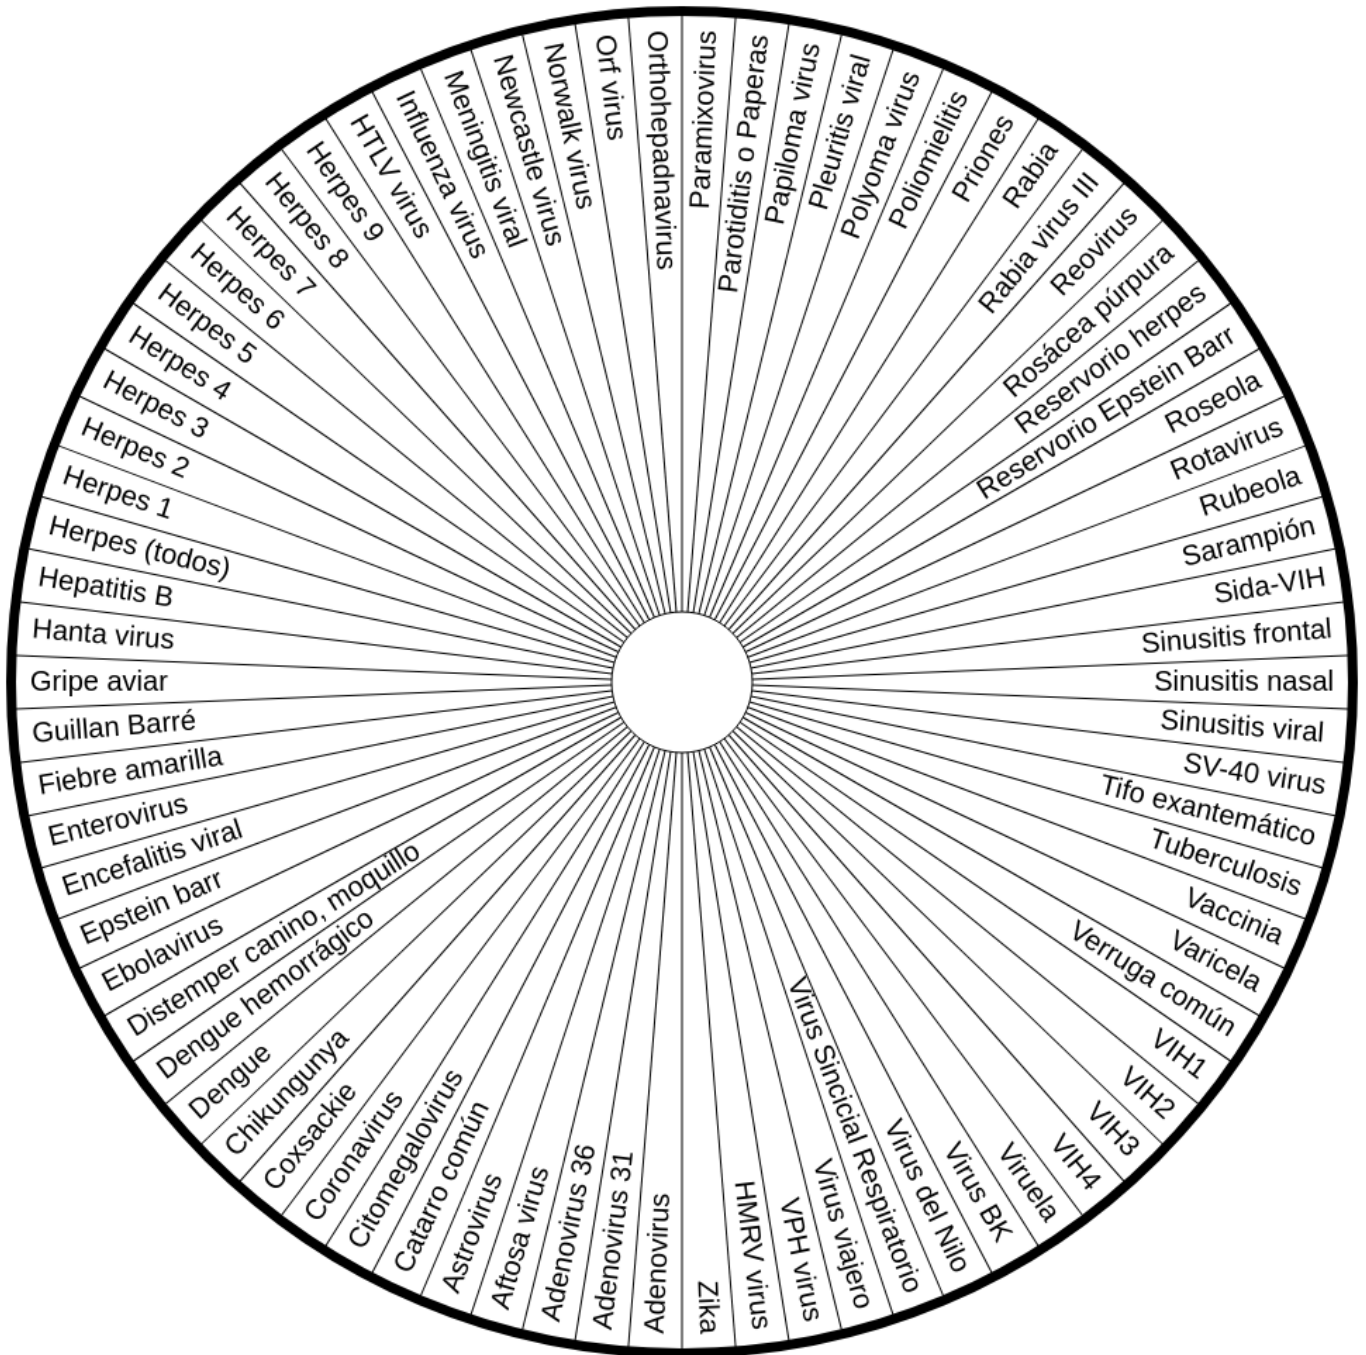 Adenovirus
Adenovirus 31
Adenovirus 36
Aftosa virus
Astrovirus
Catarro común
Citomegalovirus
Coronavirus
Coxsackie
Chikungunya
Dengue
Dengue hemorrágico
Distemper canino, moquillo
Ebolavirus
Epstein barr
Encefalitis viral
Enterovirus
Fiebre amarilla
Guillan Barré
Gripe aviar
Hanta virus
Hepatitis B
Herpes (todos)
Herpes 1
Herpes 2
Herpes 3
Herpes 4
Herpes 5
Herpes 6
Herpes 7
Herpes 8
Herpes 9
HTLV virus
Influenza virus
Meningitis viral
Newcastle virus
Norwalk virus
Orf virus
Orthohepadnavirus
Paramixovirus
Parotiditis o Paperas
Papiloma virus
Pleuritis viral
Polyoma virus
Poliomielitis
Priones
Rabia
Rabia virus III
Reovirus
Rosácea púrpura
Reservorio herpes
Reservorio Epstein Barr
Roseola
Rotavirus
Rubeola
Sarampión
Sida-VIH
Sinusitis frontal
Sinusitis nasal
Sinusitis viral
SV-40 virus
Tifo exantemático
Tuberculosis
Vaccinia
Varicela
Verruga común
VIH1
VIH2
VIH3
VIH4
Viruela
Virus BK
Virus del Nilo
Virus Sincicial Respiratorio
Virus viajero
VPH virus
HMRV virus
Zika